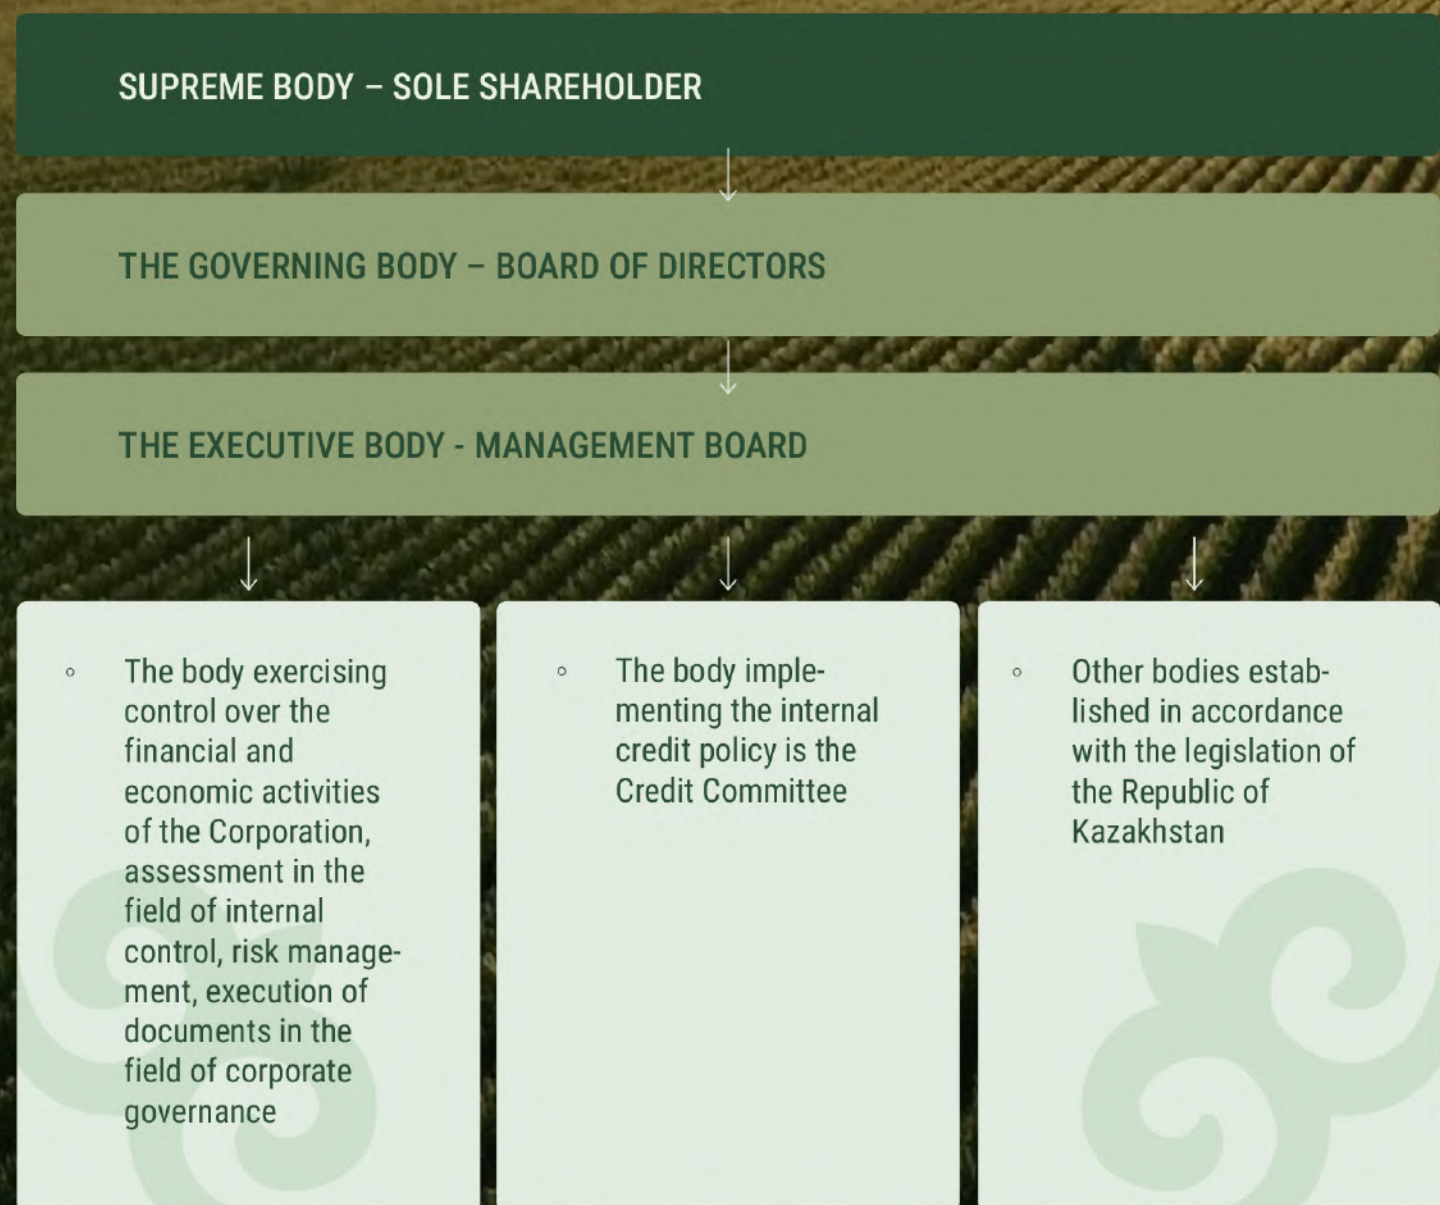 SUPREME BODY – SOLE SHAREHOLDER
THE GOVERNING BODY – BOARD OF DIRECTORS
THE EXECUTIVE BODY - MANAGEMENT BOARD
◦ The body exercising
control over the
financial and
economic activities
of the Corporation,
assessment in the
field of internal
control, risk manage-
ment, execution of
documents in the
field of corporate
governance
◦ The body imple-
menting the internal
credit policy is the
Credit Committee
◦ Other bodies estab-
lished in accordance
with the legislation of
the Republic of
Kazakhstan